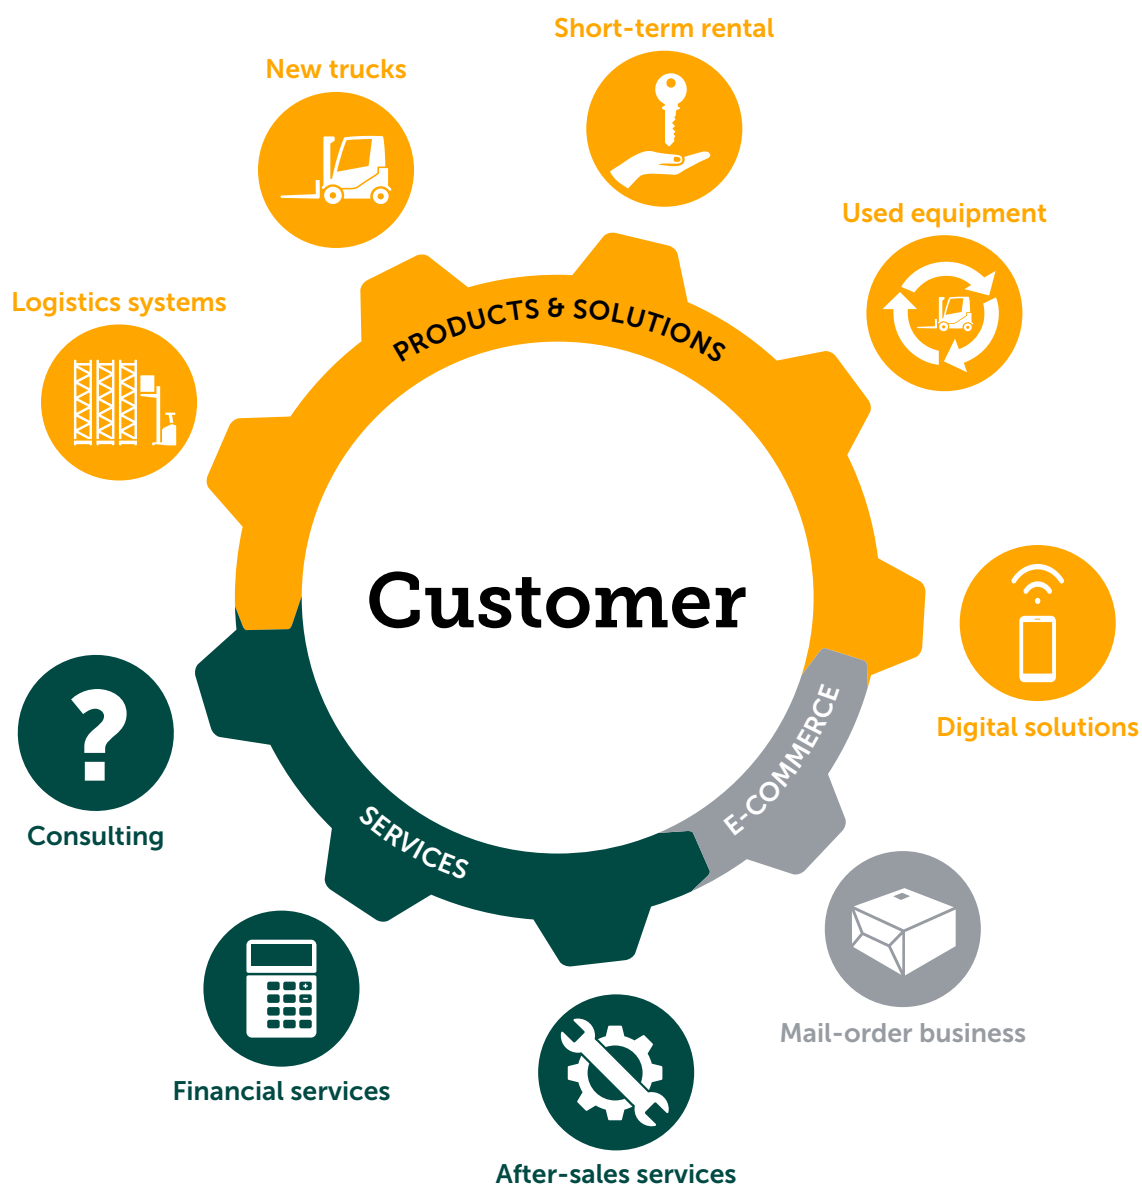 Short-term rental
New trucks
Used equipment
Logistics systems
PRODUCTS & SOLUTIONS
Customer
Digital solutions
E-COMMERCE
SERVICES
Consulting
Mail-order business
Financial services
After-sales services